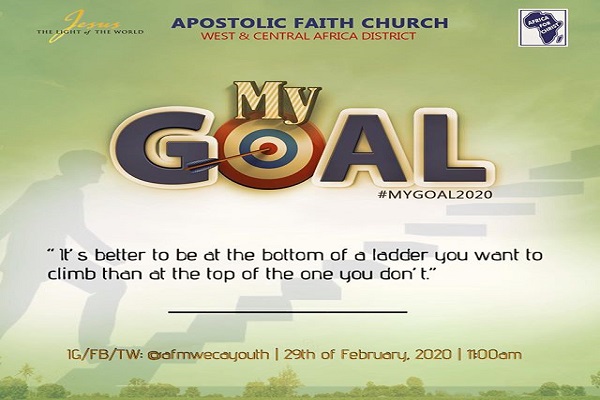 Jesus
THE LIGHT of THE WORLD
APOSTOLIC FAITH CHURCH
WEST & CENTRAL AFRICA DISTRICT
AFRICA
FOR
CHRIST
My
GOAL
#MYGOAL2020
“It's better to be at the bottom of a ladder you want to
climb than at the top of the one you don't.”
IG/FB/TW: @afmwecayouth | 29th of February, 2020 | 11:00am